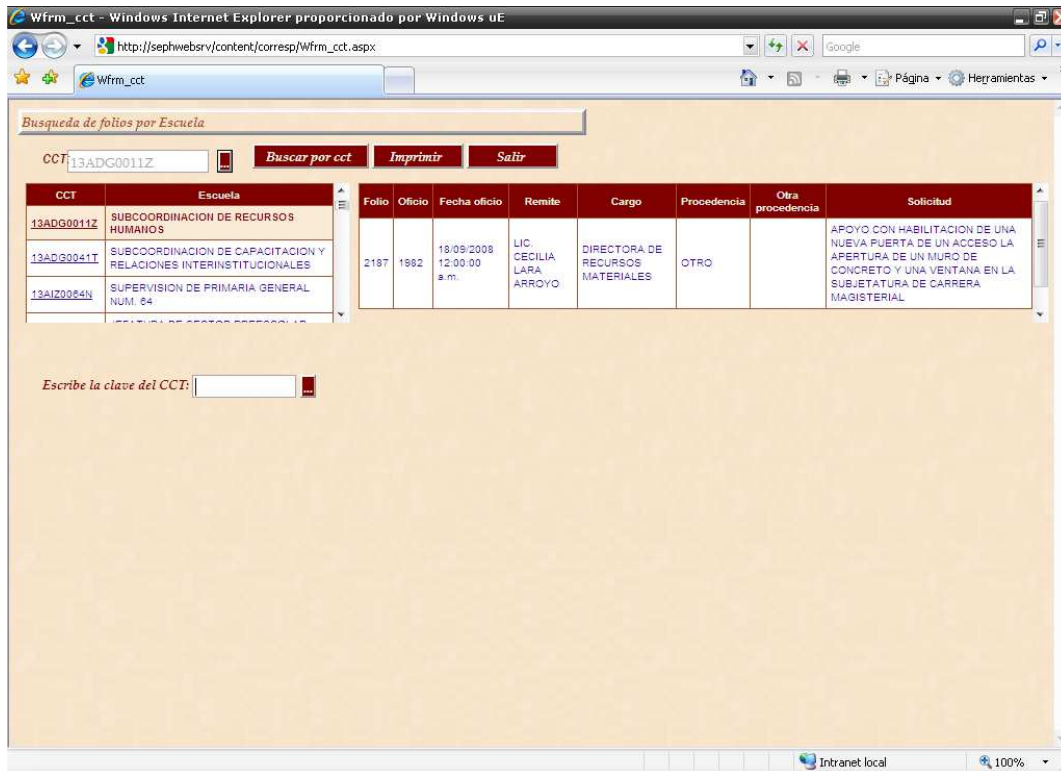 Wfrm_cct - Windows Internet Explorer proporcionado por Windows uE
http://sephwebsrv/content/corresp/Wfrm_cct.aspx
Google
Wfrm_cct
Página
Herramientas
Busqueda de folios por Escuela
CCT: 13ADG0011Z ... Buscar por cct Imprimir Salir
CCT Escuela
13ADG0011Z
SUBCOORDINACION DE RECURSOS
HUMANOS
13ADG0041T
SUBCOORDINACION DE CAPACITACION Y
RELACIONES INTERINSTITUCIONALES
13AIZ0064N
SUPERVISION DE PRIMARIA GENERAL
NUM. 64
Folio Oficio Fecha oficio Remite Cargo Procedencia Otra procedencia Solicitud
2187
1982
18/09/2008
12:00:00
a.m.
LIC.
CECILIA
LARA
ARROYO
DIRECTORA DE
RECURSOS
MATERIALES
OTRO
APOYO CON HABILITACION DE UNA
NUEVA PUERTA DE UN ACCESO LA
APERTURA DE UN MURO DE
CONCRETO Y UNA VENTANA EN LA
SUBJETATURA DE CARRERA
MAGISTERIAL
Escribe la clave del CCT: ...
Intranet local
100%